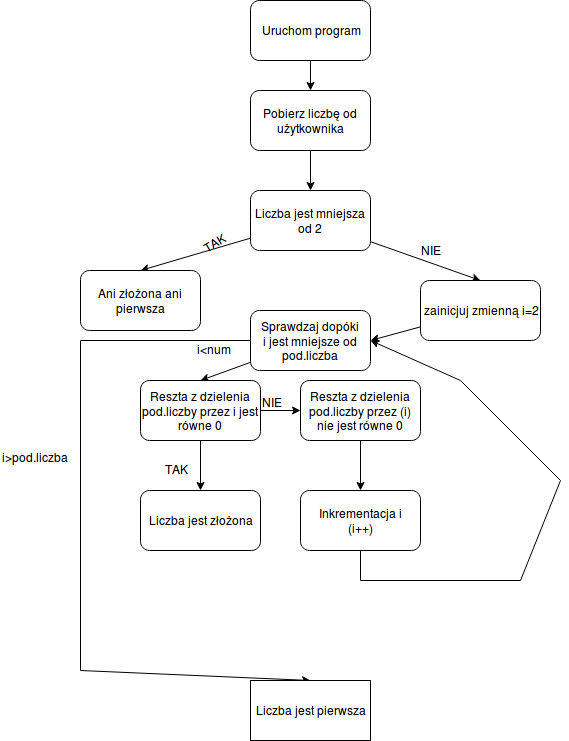 Uruchom program
Pobierz liczbę od
użytkownika
Liczba jest mniejsza
od 2
TAK
NIE
Ani złożona ani
pierwsza
zainicjuj zmienną i=2
Sprawdzaj dopóki
i jest mniejsze od
pod.liczba
i<num
Reszta z dzielenia
pod.liczby przez i jest
równe 0
NIE
Reszta z dzielenia
pod.liczby przez (i)
nie jest równe 0
i>pod.liczba
TAK
Liczba jest złożona
Inkrementacja i
(i++)
Liczba jest pierwsza